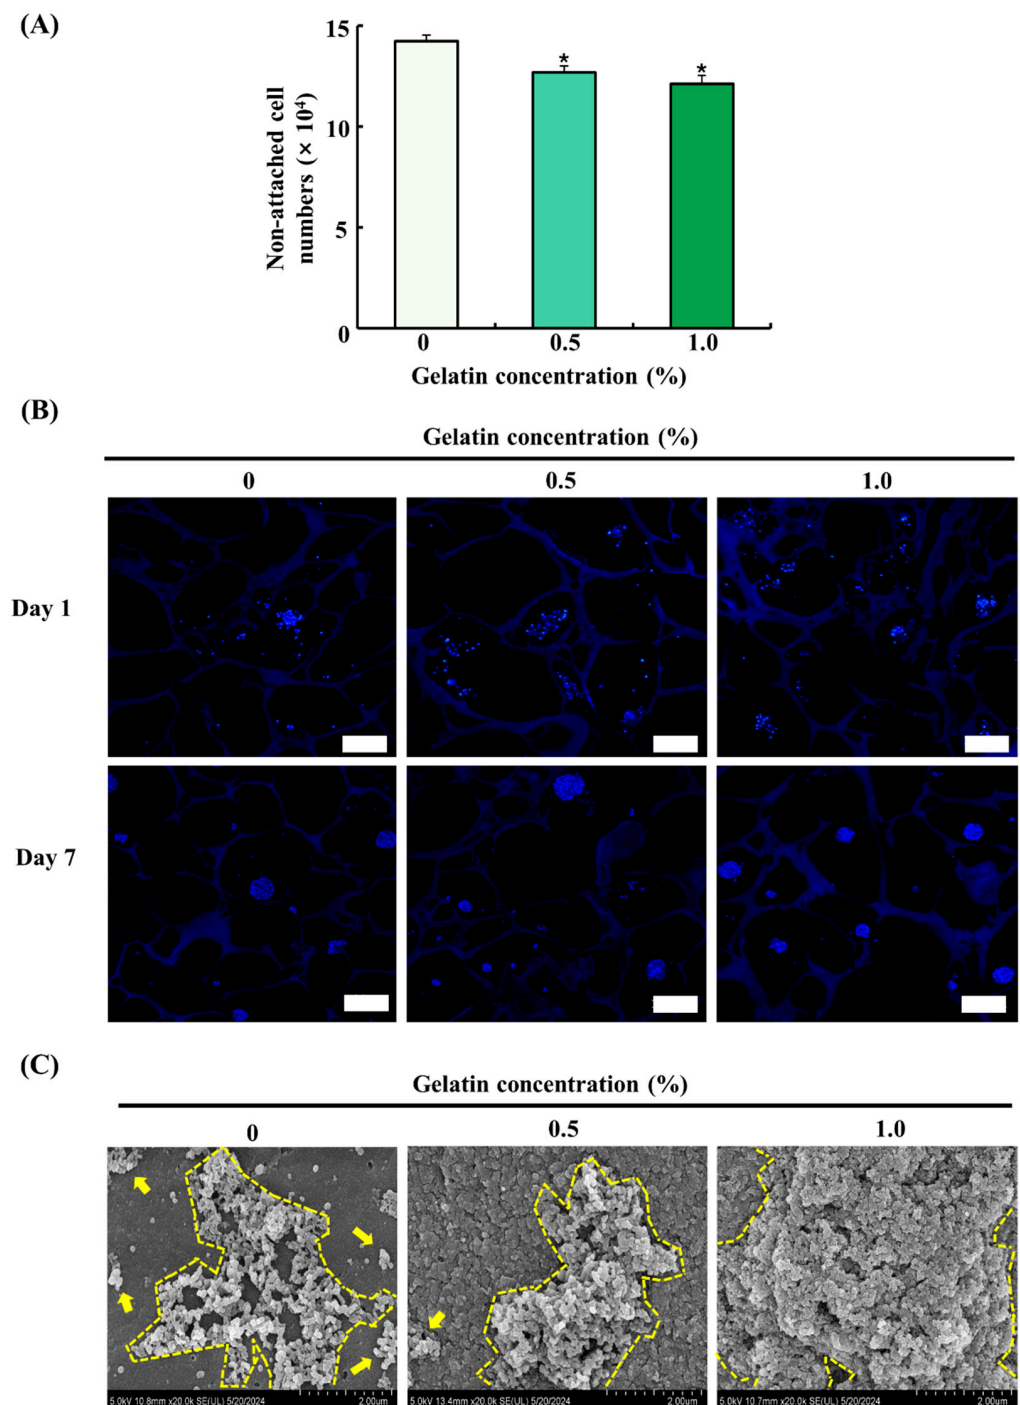 (A)
15
10
5
0
Non-attached cell
numbers (× 10⁴)
*
*
0 0.5 1.0
Gelatin concentration (%)
(B)
Gelatin concentration (%)
0 0.5 1.0
Day 1
Day 7
(C)
Gelatin concentration (%)
0 0.5 1.0
5.0kV 10.8mm x20.0k SE(UL) 5/20/2024 2.00um
5.0kV 13.4mm x20.0k SE(UL) 5/20/2024 2.00um
5.0kV 10.7mm x20.0k SE(UL) 5/20/2024 2.00um